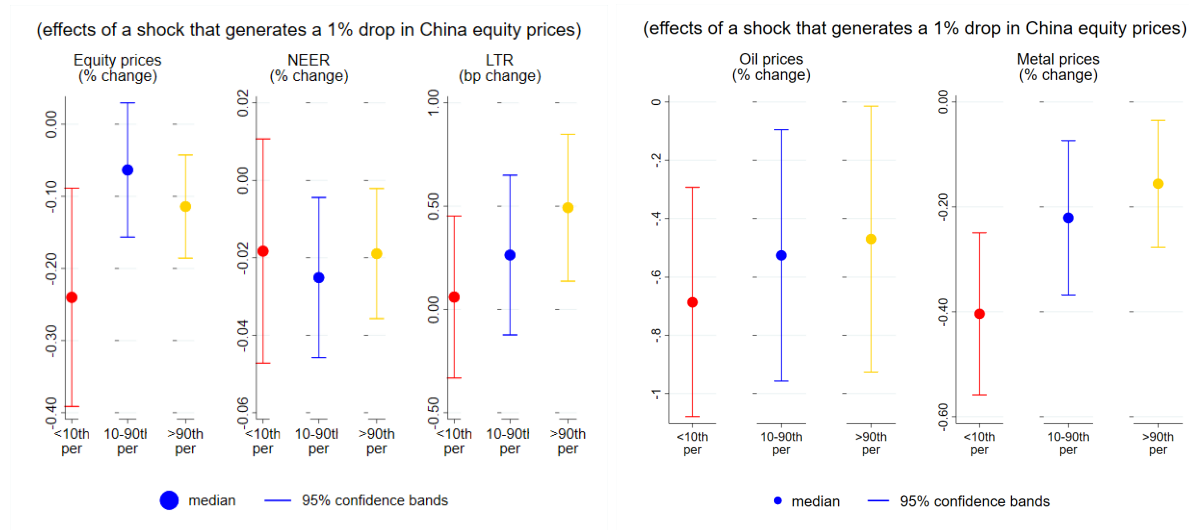 (effects of a shock that generates a 1% drop in China equity prices)
Equity prices
(% change)
NEER
(% change)
LTR
(bp change)
0.00
-0.10
-0.20
-0.30
-0.40
0.02
0.00
-0.02
-0.04
-0.06
1.00
0.50
0.00
-0.50
<10th
per
10-90tl
per
>90th
per
<10th
per
10-90tl
per
>90th
per
<10th
per
10-90tl
per
>90th
per
median
95% confidence bands
(effects of a shock that generates a 1% drop in China equity prices)
Oil prices
(% change)
Metal prices
(% change)
0
-.2
-.4
-.6
-.8
-1
0.00
-0.20
-0.40
-0.60
<10th
per
10-90th
per
>90th
per
<10th
per
10-90th
per
>90th
per
median
95% confidence bands